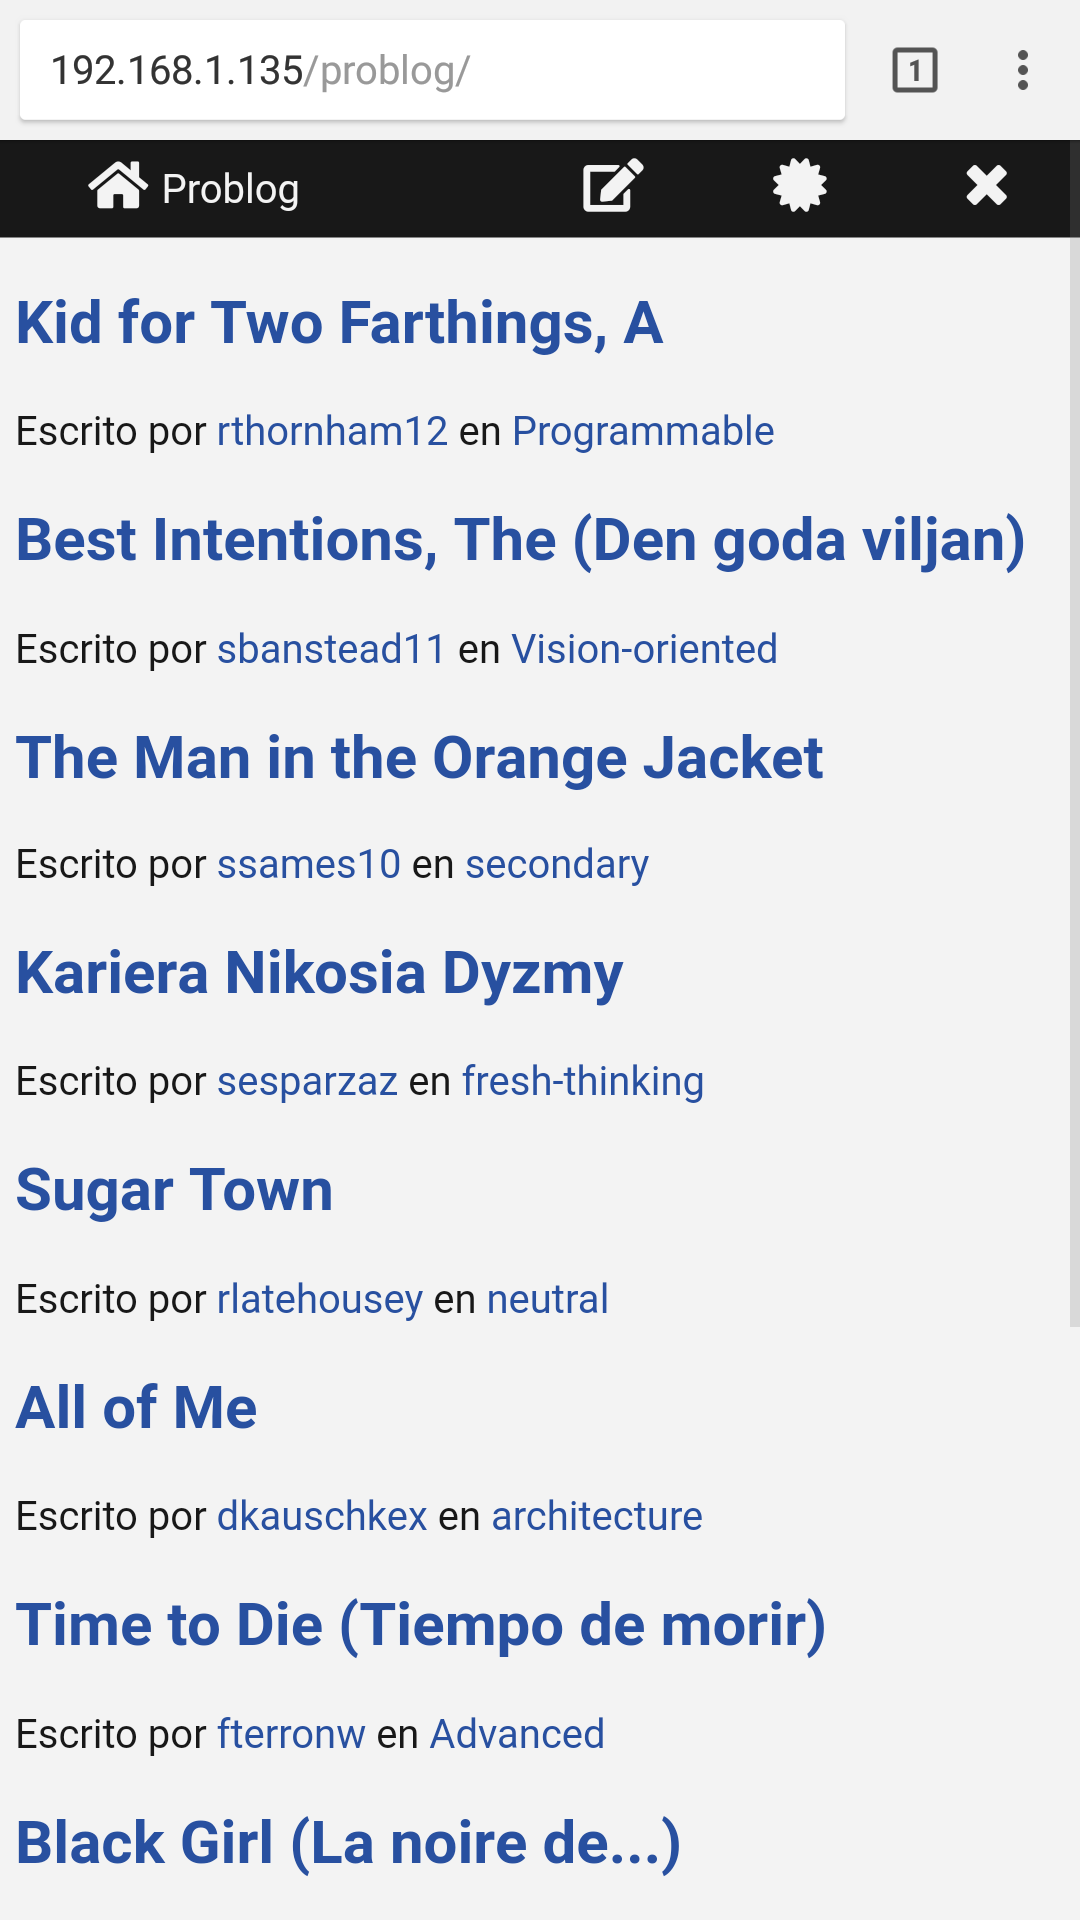 192.168.1.135/problog/
1
Problog
Kid for Two Farthings, A
Escrito por rthornham12 en Programmable
Best Intentions, The (Den goda viljan)
Escrito por sbanstead11 en Vision-oriented
The Man in the Orange Jacket
Escrito por ssames10 en secondary
Kariera Nikosia Dyzmy
Escrito por sesparzaz en fresh-thinking
Sugar Town
Escrito por rlatehousey en neutral
All of Me
Escrito por dkauschkex en architecture
Time to Die (Tiempo de morir)
Escrito por fterronw en Advanced
Black Girl (La noire de...)